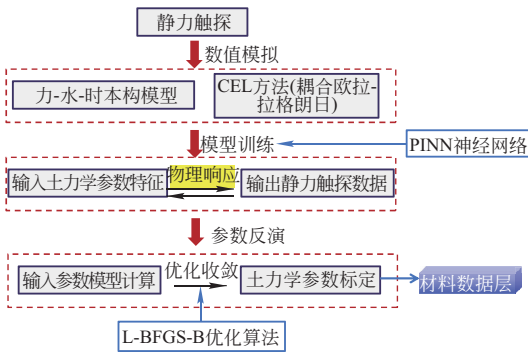 静力触探
数值模拟
力-水-时本构模型
CEL方法(耦合欧拉-
拉格朗日)
模型训练
PINN神经网络
输入土力学参数特征
物理响应
输出静力触探数据
参数反演
输入参数模型计算
优化收敛
土力学参数标定
材料数据层
L-BFGS-B优化算法